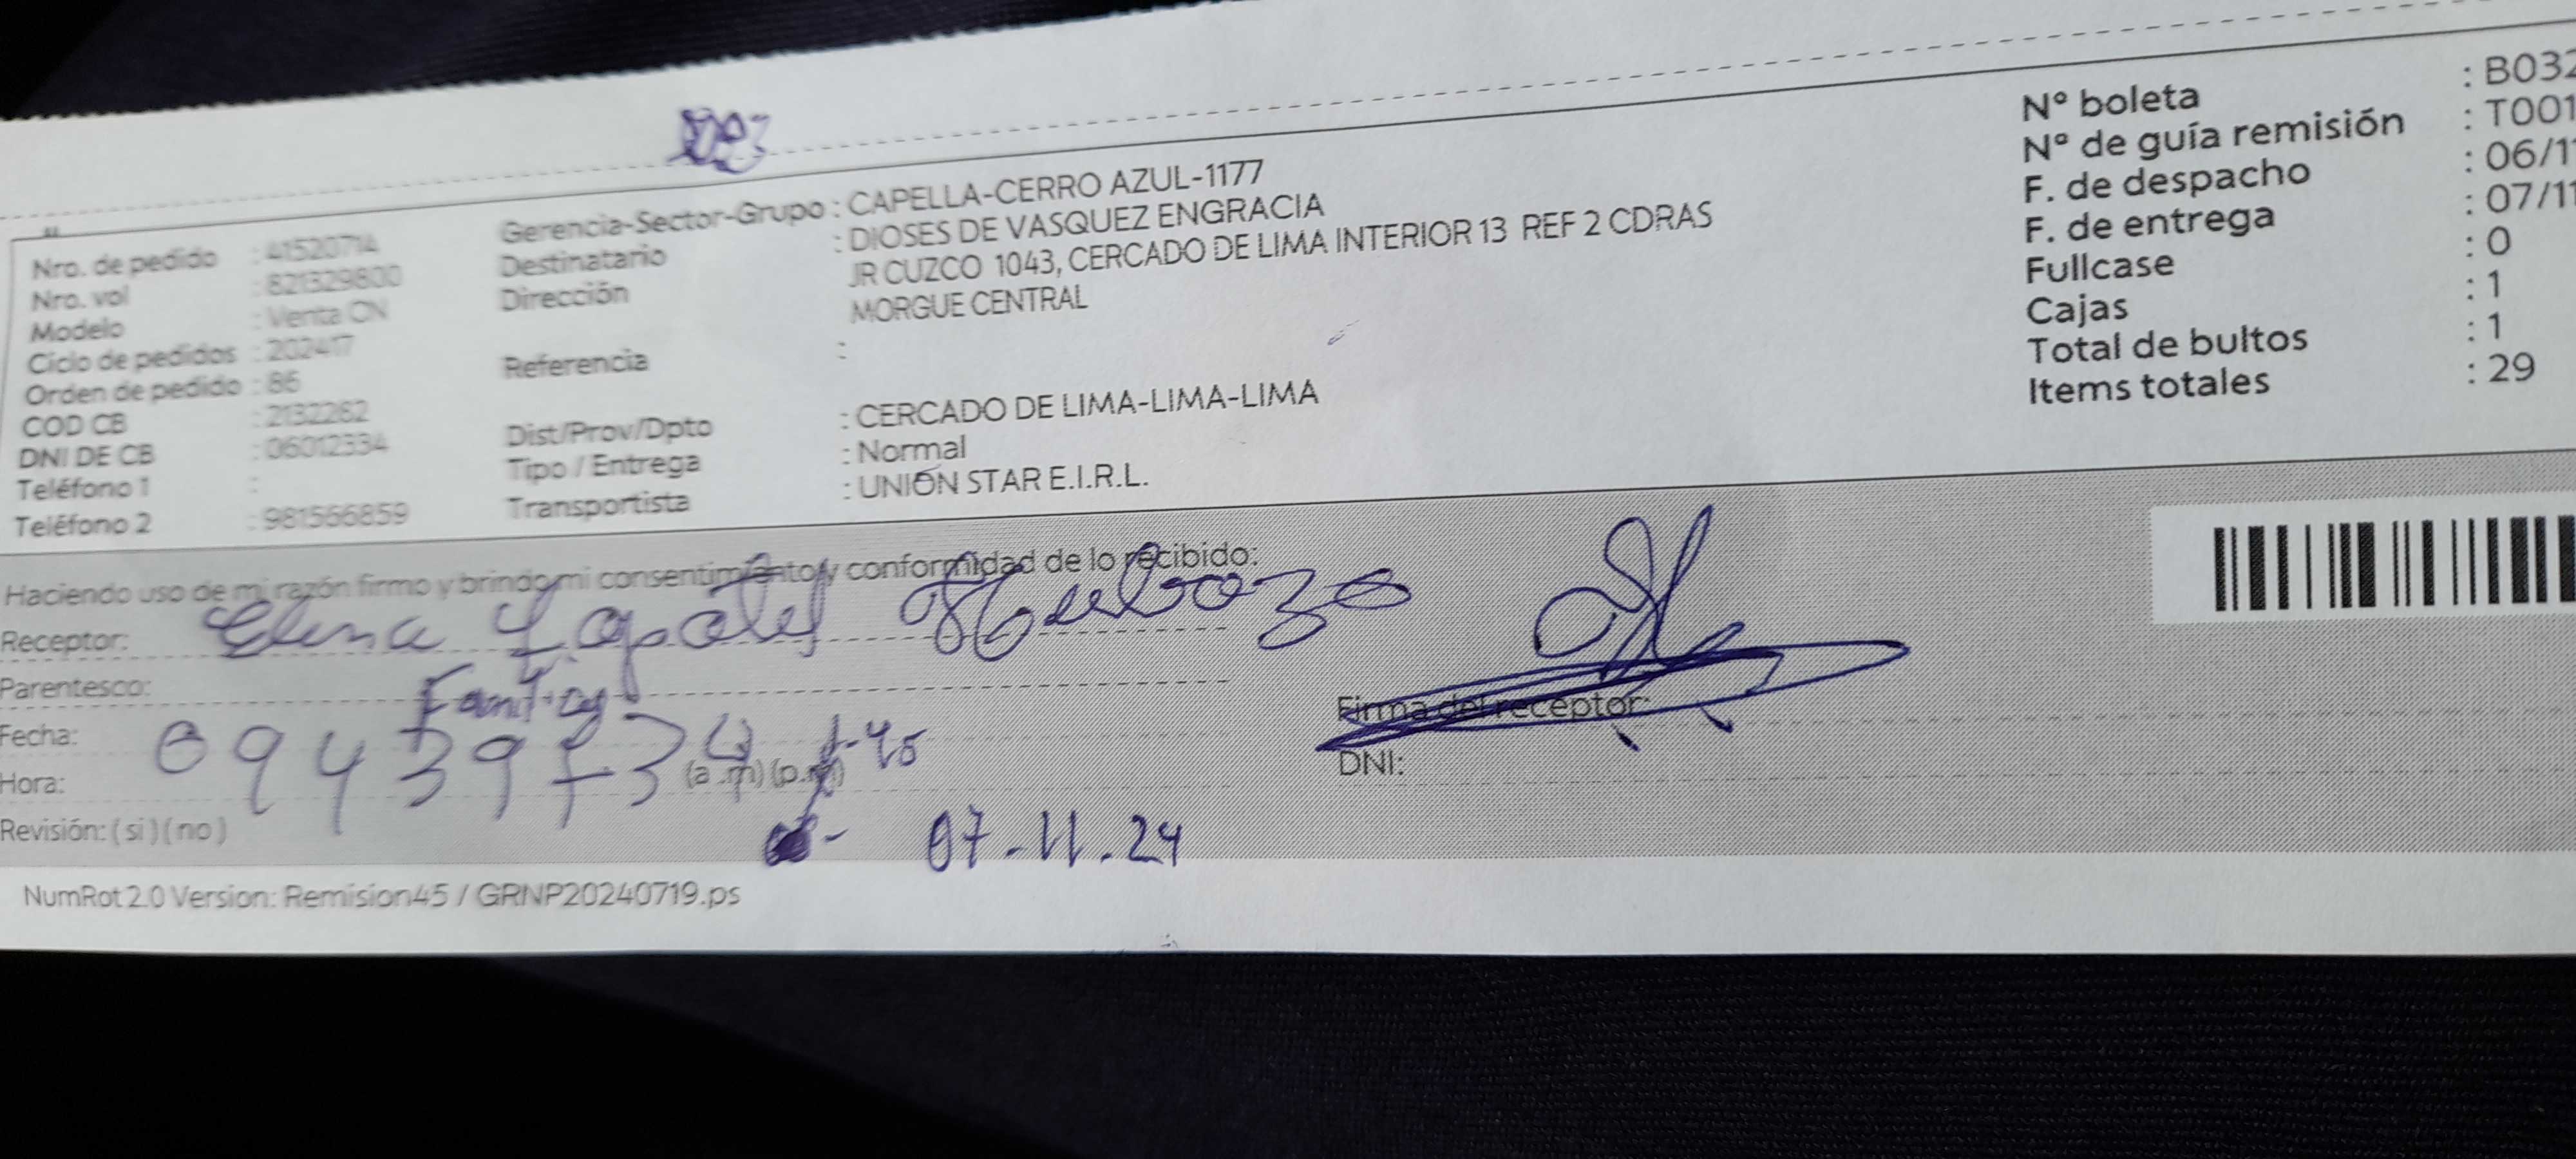 Nro. de pedido : 41520714
Nro. vol : 821329800
Modelo : Venta CN
Ciclo de pedidos : 202417
Orden de pedido : 86
COD CB : 2132262
DNI DE CB : 06012334
Teléfono 1 :
Teléfono 2 : 981566859
Gerencia-Sector-Grupo : CAPELLA-CERRO AZUL-1177
Destinatario : DIOSES DE VASQUEZ ENGRACIA
Dirección JR CUZCO 1043, CERCADO DE LIMA INTERIOR 13 REF 2 CDRAS
MORGUE CENTRAL
Referencia :
Dist/Prov/Dpto : CERCADO DE LIMA-LIMA-LIMA
Tipo / Entrega : Normal
Transportista : UNIÓN STAR E.I.R.L.
Nº boleta : B032
Nº de guía remisión : T001
F. de despacho : 06/11
F. de entrega : 07/11
Fullcase : 0
Cajas : 1
Total de bultos : 1
Items totales : 29
Haciendo uso de mi razón firmo y brindo mi consentimiento y conformidad de lo recibido:
Receptor: Elena
Parentesco:
Fecha:
Hora: (a.m) (p.m)
Revisión: ( si ) ( no )
07-11-24
Firma del receptor:
DNI:
NumRot 2.0 Version: Remision45 / GRNP20240719.ps